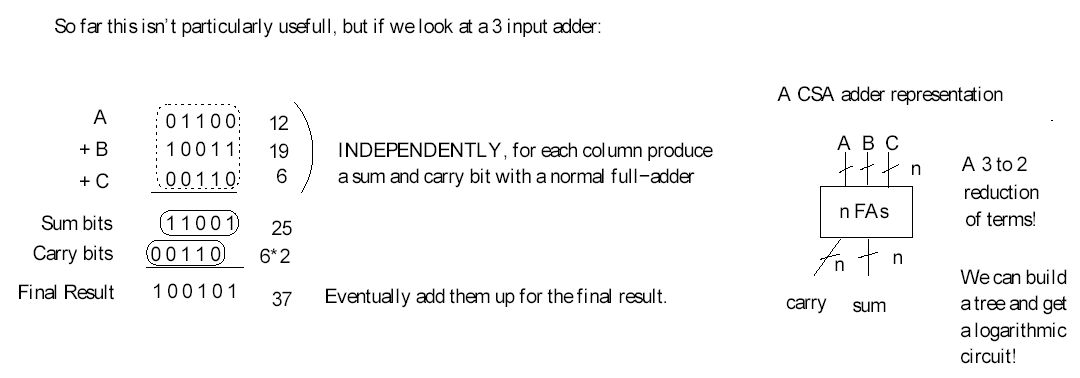 So far this isn't particularly usefull, but if we look at a 3 input adder:
A CSA adder representation
A 01100 12
+ B 10011 19
+ C 00110 6
INDEPENDENTLY, for each column produce
a sum and carry bit with a normal full-adder
Sum bits 11001 25
Carry bits 00110 6*2
Final Result 100101 37
Eventually add them up for the final result.
A B C
n
n FAs
n n
carry sum
A 3 to 2
reduction
of terms!
We can build
a tree and get
a logarithmic
circuit!